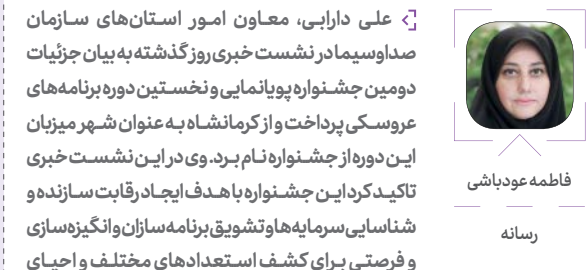 علی دارابی، معاون امور استان‌های سازمان
صداوسیما در نشست خبری روز گذشته به بیان جزئیات
دومین جشنواره پویانمایی و نخستین دوره برنامه‌های
عروسکی پرداخت و از کرمانشاه به عنوان شهر میزبان
این دوره از جشنواره نام برد. وی در این نشست خبری
تاکید کرد این جشنواره با هدف ایجاد رقابت سازنده و
شناسایی سرمایه‌ها و تشویق برنامه‌سازان و انگیزه‌سازی
و فرصتی برای کشف استعدادهای مختلف و احیای
فاطمه عودباشی
رسانه